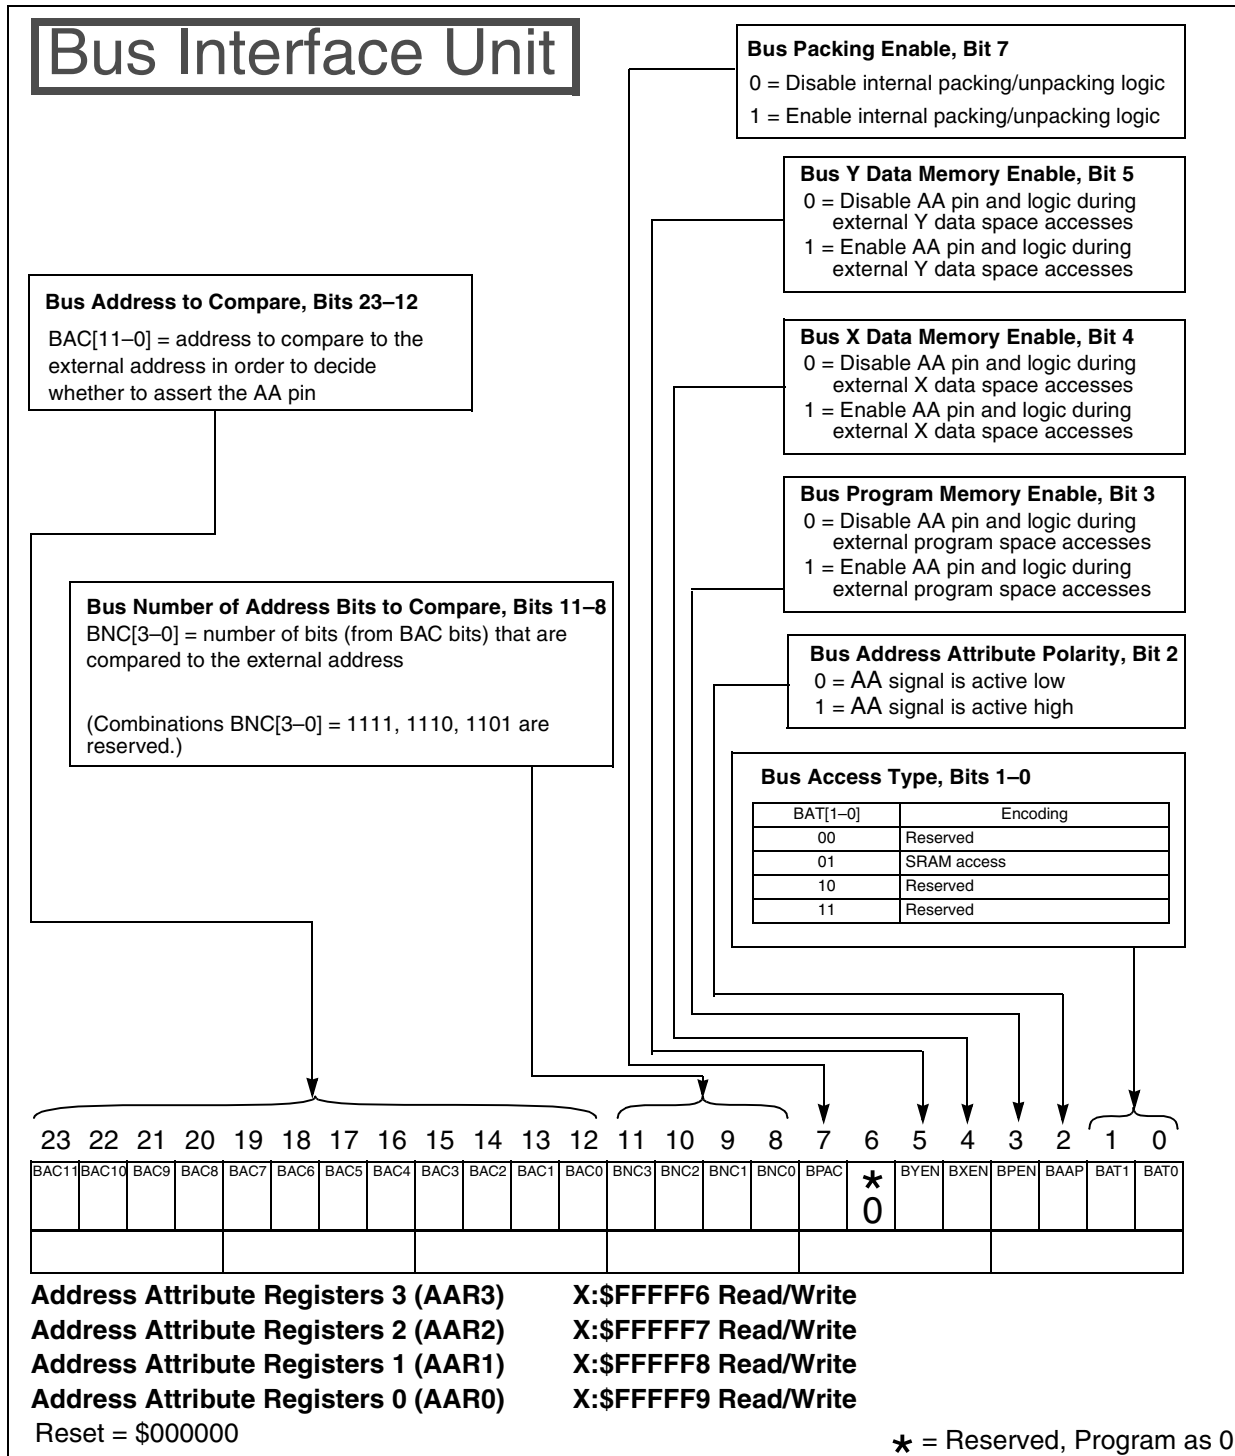 Bus Interface Unit
Bus Packing Enable, Bit 7
0 = Disable internal packing/unpacking logic
1 = Enable internal packing/unpacking logic
Bus Y Data Memory Enable, Bit 5
0 = Disable AA pin and logic during
external Y data space accesses
1 = Enable AA pin and logic during
external Y data space accesses
Bus Address to Compare, Bits 23–12
BAC[11–0] = address to compare to the
external address in order to decide
whether to assert the AA pin
Bus X Data Memory Enable, Bit 4
0 = Disable AA pin and logic during
external X data space accesses
1 = Enable AA pin and logic during
external X data space accesses
Bus Program Memory Enable, Bit 3
0 = Disable AA pin and logic during
external program space accesses
1 = Enable AA pin and logic during
external program space accesses
Bus Number of Address Bits to Compare, Bits 11–8
BNC[3–0] = number of bits (from BAC bits) that are
compared to the external address
(Combinations BNC[3–0] = 1111, 1110, 1101 are
reserved.)
Bus Address Attribute Polarity, Bit 2
0 = AA signal is active low
1 = AA signal is active high
Bus Access Type, Bits 1–0
BAT[1–0] Encoding
00 Reserved
01 SRAM access
10 Reserved
11 Reserved
23 22 21 20 19 18 17 16 15 14 13 12 11 10 9 8 7 6 5 4 3 2 1 0
BAC11 BAC10 BAC9 BAC8 BAC7 BAC6 BAC5 BAC4 BAC3 BAC2 BAC1 BAC0 BNC3 BNC2 BNC1 BNC0 BPAC * BYEN BXEN BPEN BAAP BAT1 BAT0
0
Address Attribute Registers 3 (AAR3) X:$FFFFF6 Read/Write
Address Attribute Registers 2 (AAR2) X:$FFFFF7 Read/Write
Address Attribute Registers 1 (AAR1) X:$FFFFF8 Read/Write
Address Attribute Registers 0 (AAR0) X:$FFFFF9 Read/Write
Reset = $000000
* = Reserved, Program as 0